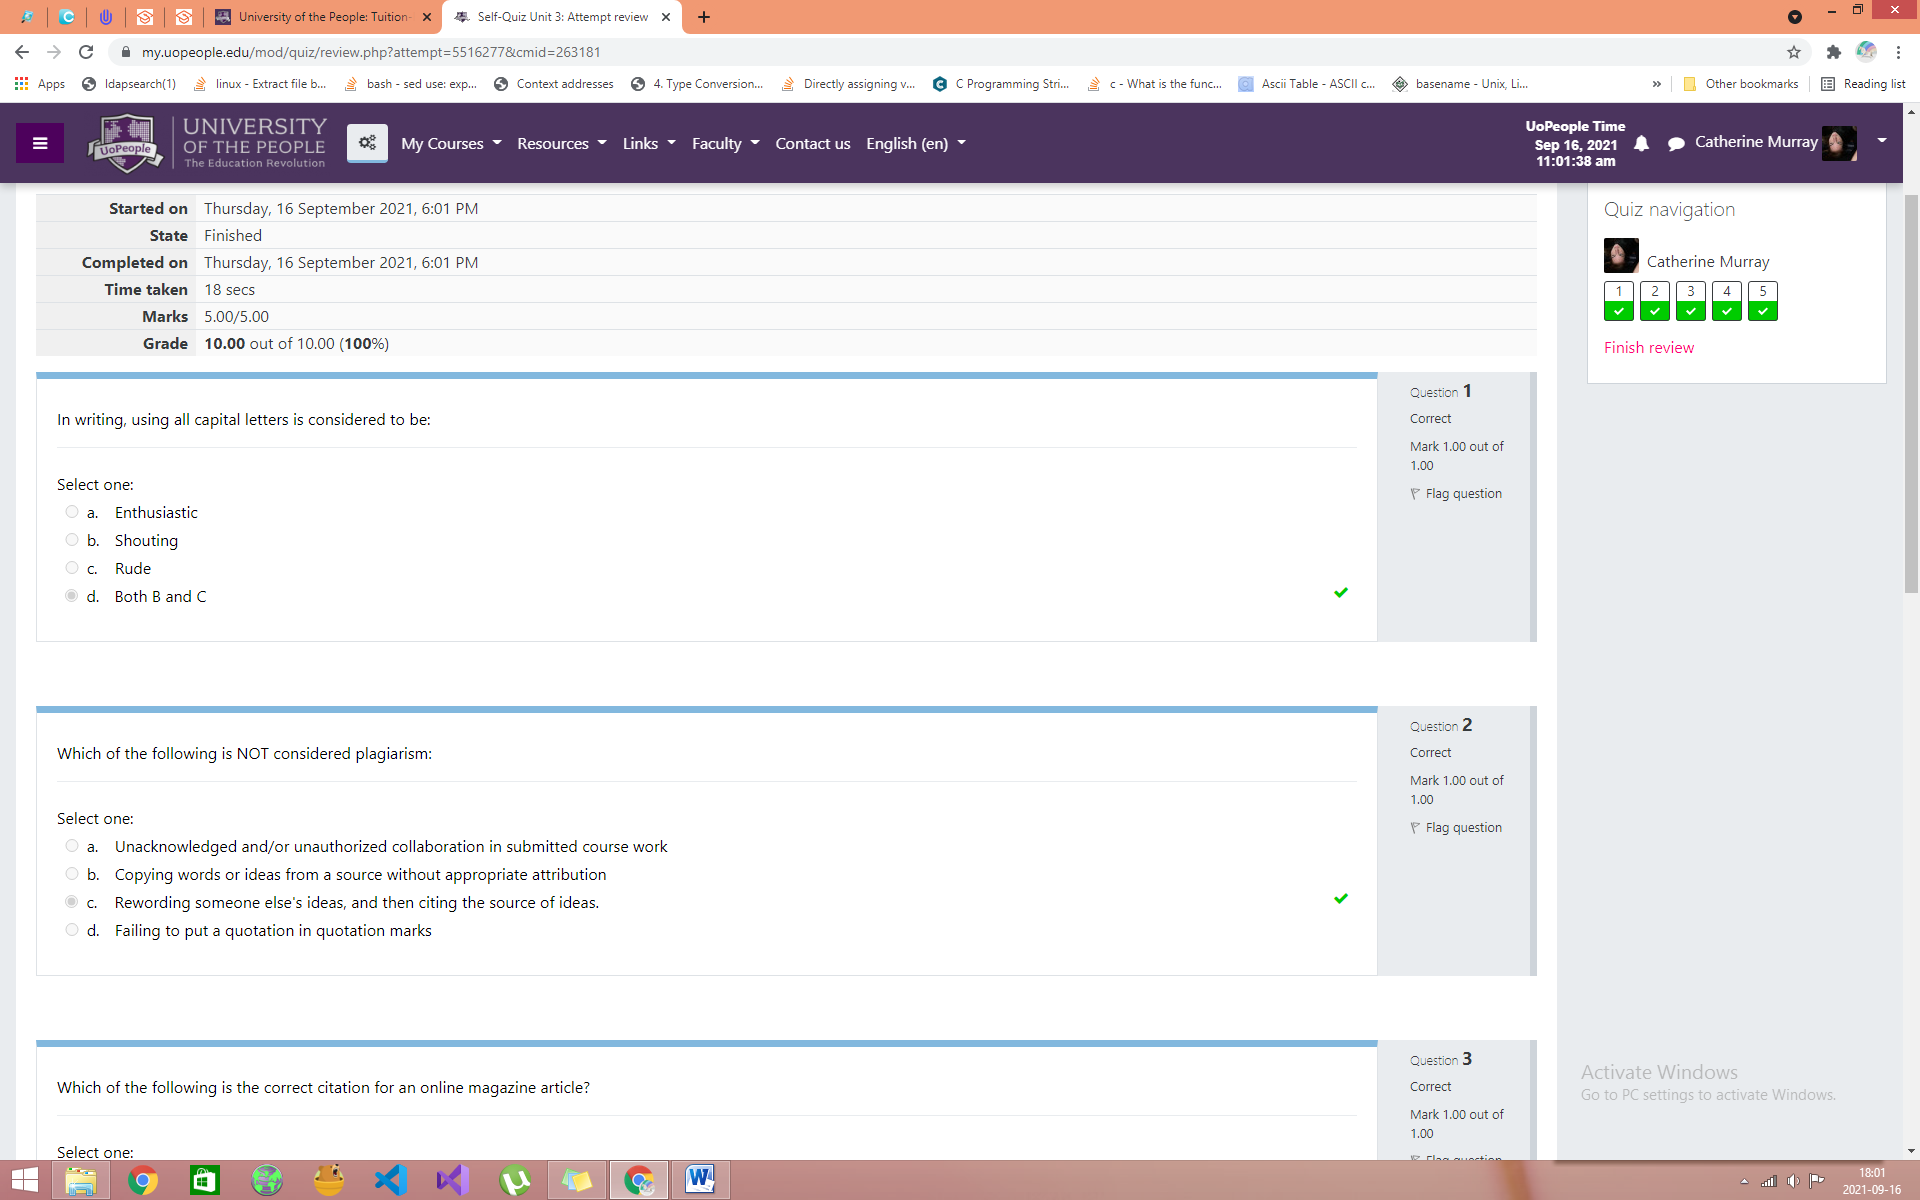 University of the People: Tuition-
Self-Quiz Unit 3: Attempt review
my.uopeople.edu/mod/quiz/review.php?attempt=5516277&cmid=263181
Apps
ldapsearch(1)
linux - Extract file b...
bash - sed use: exp...
Context addresses
4. Type Conversion...
Directly assigning v...
C Programming Stri...
c - What is the func...
Ascii Table - ASCII c...
basename - Unix, Li...
»
Other bookmarks
Reading list
UoPeople
UNIVERSITY
OF THE PEOPLE
The Education Revolution
My Courses
Resources
Links
Faculty
Contact us
English (en)
UoPeople Time
Sep 16, 2021
11:01:38 am
Catherine Murray
Started on Thursday, 16 September 2021, 6:01 PM
State Finished
Completed on Thursday, 16 September 2021, 6:01 PM
Time taken 18 secs
Marks 5.00/5.00
Grade 10.00 out of 10.00 (100%)
Quiz navigation
Catherine Murray
1 2 3 4 5
Finish review
In writing, using all capital letters is considered to be:
Select one:
a. Enthusiastic
b. Shouting
c. Rude
d. Both B and C
Question 1
Correct
Mark 1.00 out of
1.00
Flag question
Which of the following is NOT considered plagiarism:
Select one:
a. Unacknowledged and/or unauthorized collaboration in submitted course work
b. Copying words or ideas from a source without appropriate attribution
c. Rewording someone else's ideas, and then citing the source of ideas.
d. Failing to put a quotation in quotation marks
Question 2
Correct
Mark 1.00 out of
1.00
Flag question
Which of the following is the correct citation for an online magazine article?
Select one:
Question 3
Correct
Mark 1.00 out of
1.00
Flag question
Activate Windows
Go to PC settings to activate Windows.
18:01
2021-09-16